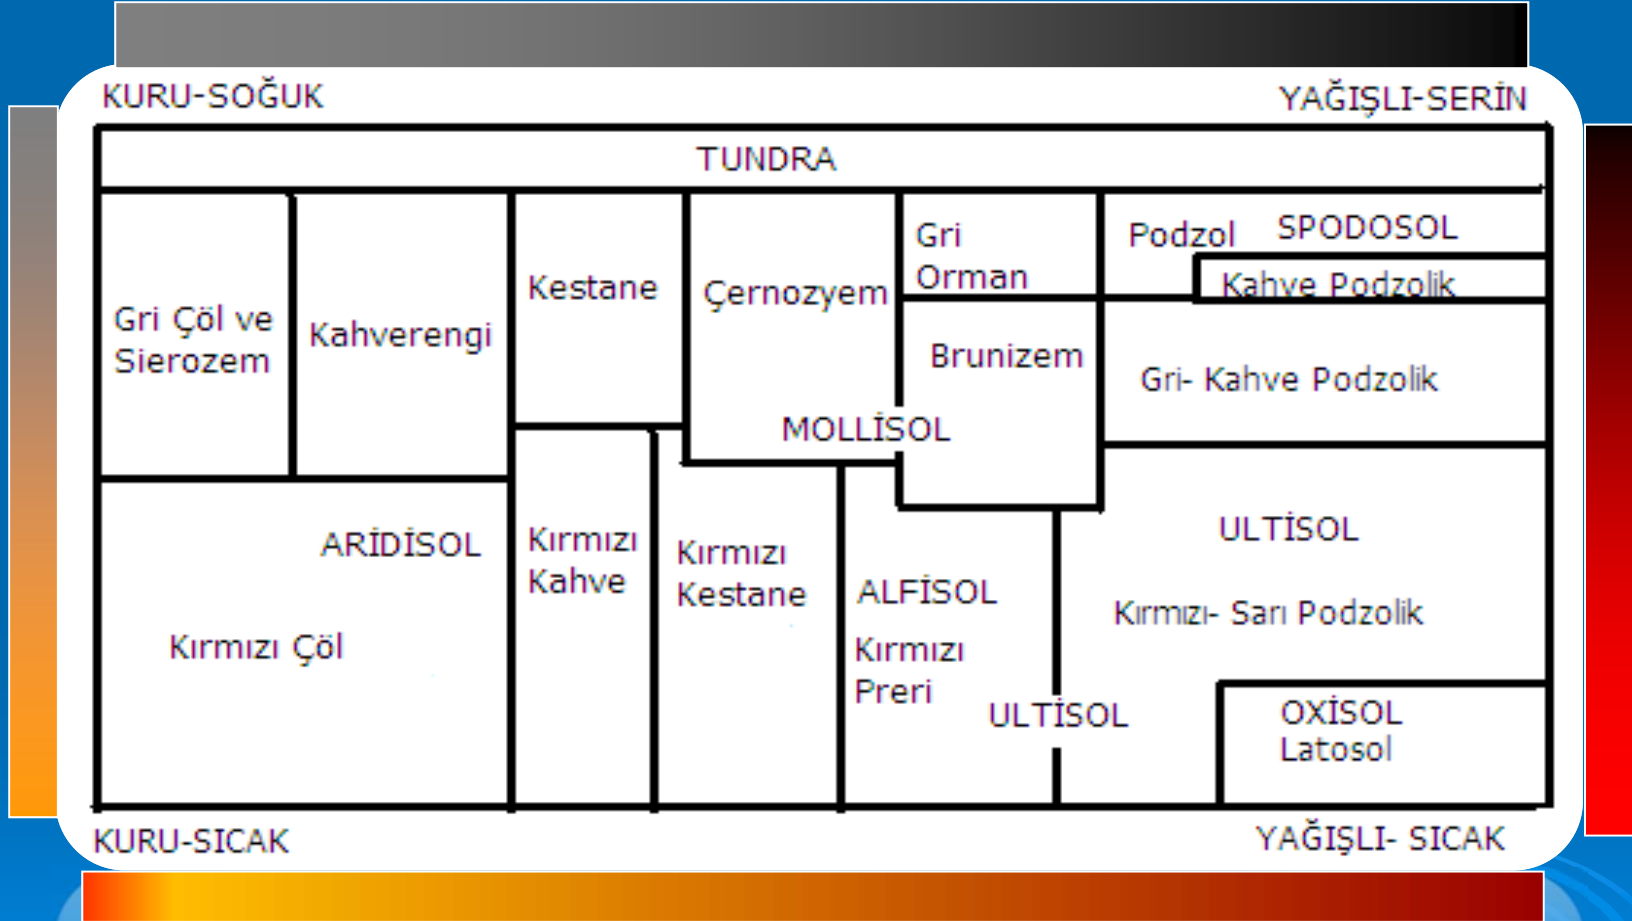 KURU-SOĞUK
YAĞIŞLI-SERİN
TUNDRA
Gri Çöl ve
Sierozem
Kahverengi
Kestane
Çernozyem
Gri
Orman
Podzol
SPODOSOL
Kahve Podzolik
Brunizem
Gri- Kahve Podzolik
MOLLİSOL
ARİDİSOL
Kırmızı Çöl
Kırmızı
Kahve
Kırmızı
Kestane
ALFİSOL
Kırmızı
Preri
ULTİSOL
ULTİSOL
Kırmızı- Sarı Podzolik
OXİSOL
Latosol
KURU-SICAK
YAĞIŞLI- SICAK